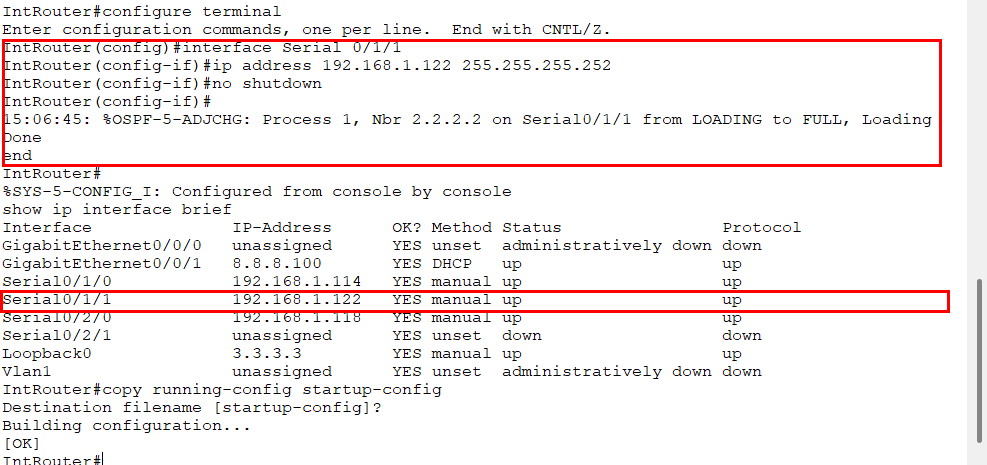 IntRouter#configure terminal
Enter configuration commands, one per line.  End with CNTL/Z.
IntRouter(config)#interface Serial 0/1/1
IntRouter(config-if)#ip address 192.168.1.122 255.255.255.252
IntRouter(config-if)#no shutdown
IntRouter(config-if)#
15:06:45: %OSPF-5-ADJCHG: Process 1, Nbr 2.2.2.2 on Serial0/1/1 from LOADING to FULL, Loading
Done
end
IntRouter#
%SYS-5-CONFIG_I: Configured from console by console
show ip interface brief
Interface              IP-Address      OK? Method Status                Protocol
GigabitEthernet0/0/0   unassigned      YES unset  administratively down down
GigabitEthernet0/0/1   8.8.8.100       YES DHCP   up                    up
Serial0/1/0            192.168.1.114   YES manual up                    up
Serial0/1/1            192.168.1.122   YES manual up                    up
Serial0/2/0            192.168.1.118   YES manual up                    up
Serial0/2/1            unassigned      YES unset  down                  down
Loopback0              3.3.3.3         YES manual up                    up
Vlan1                  unassigned      YES unset  administratively down down
IntRouter#copy running-config startup-config
Destination filename [startup-config]?
Building configuration...
[OK]
IntRouter#